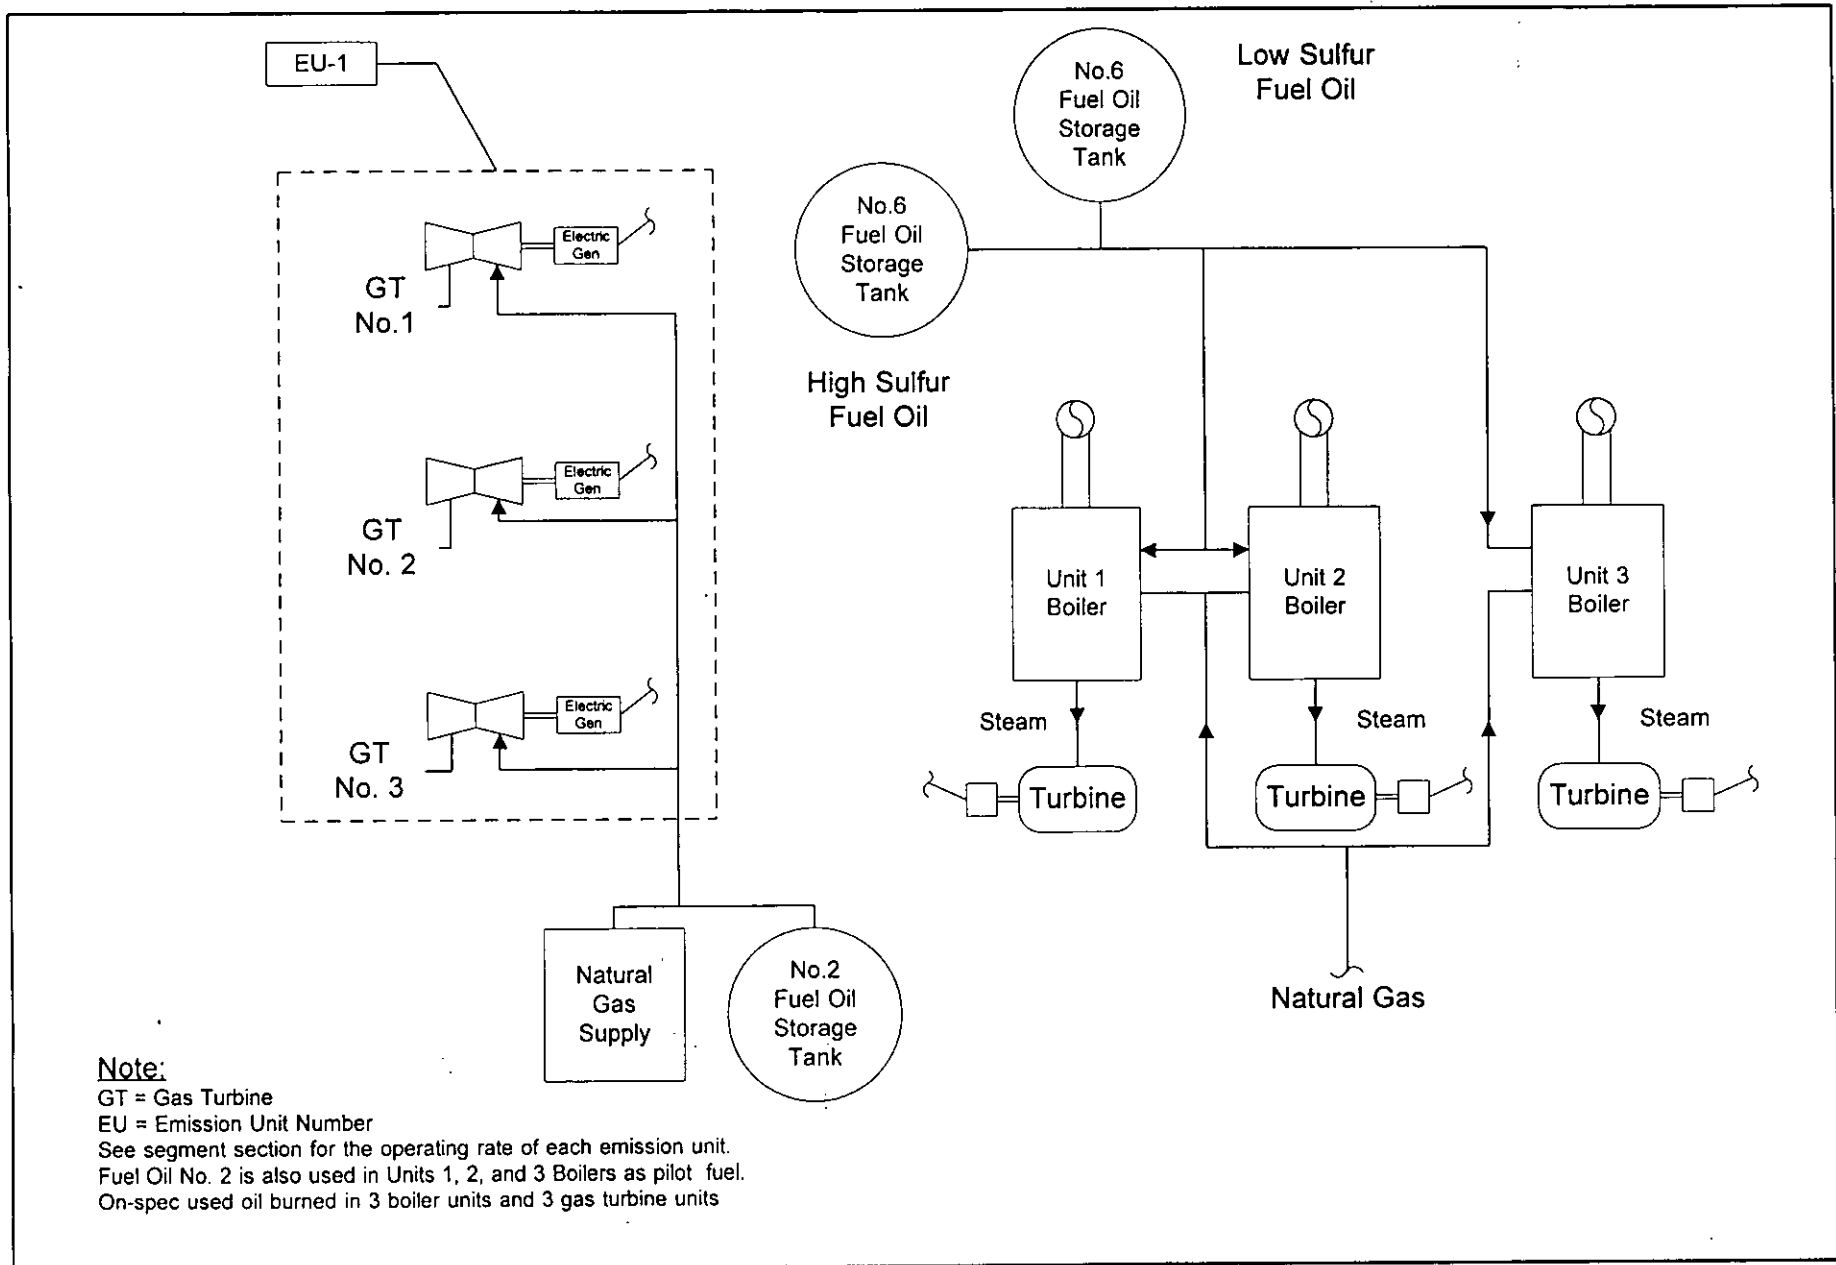 EU-1
No.6
Fuel Oil
Storage
Tank
Low Sulfur
Fuel Oil
No.6
Fuel Oil
Storage
Tank
High Sulfur
Fuel Oil
Electric
Gen
GT
No.1
Electric
Gen
GT
No. 2
Electric
Gen
GT
No. 3
Unit 1
Boiler
Unit 2
Boiler
Unit 3
Boiler
Steam
Steam
Steam
Turbine
Turbine
Turbine
Natural
Gas
Supply
No.2
Fuel Oil
Storage
Tank
Natural Gas
Note:
GT = Gas Turbine
EU = Emission Unit Number
See segment section for the operating rate of each emission unit.
Fuel Oil No. 2 is also used in Units 1, 2, and 3 Boilers as pilot fuel.
On-spec used oil burned in 3 boiler units and 3 gas turbine units